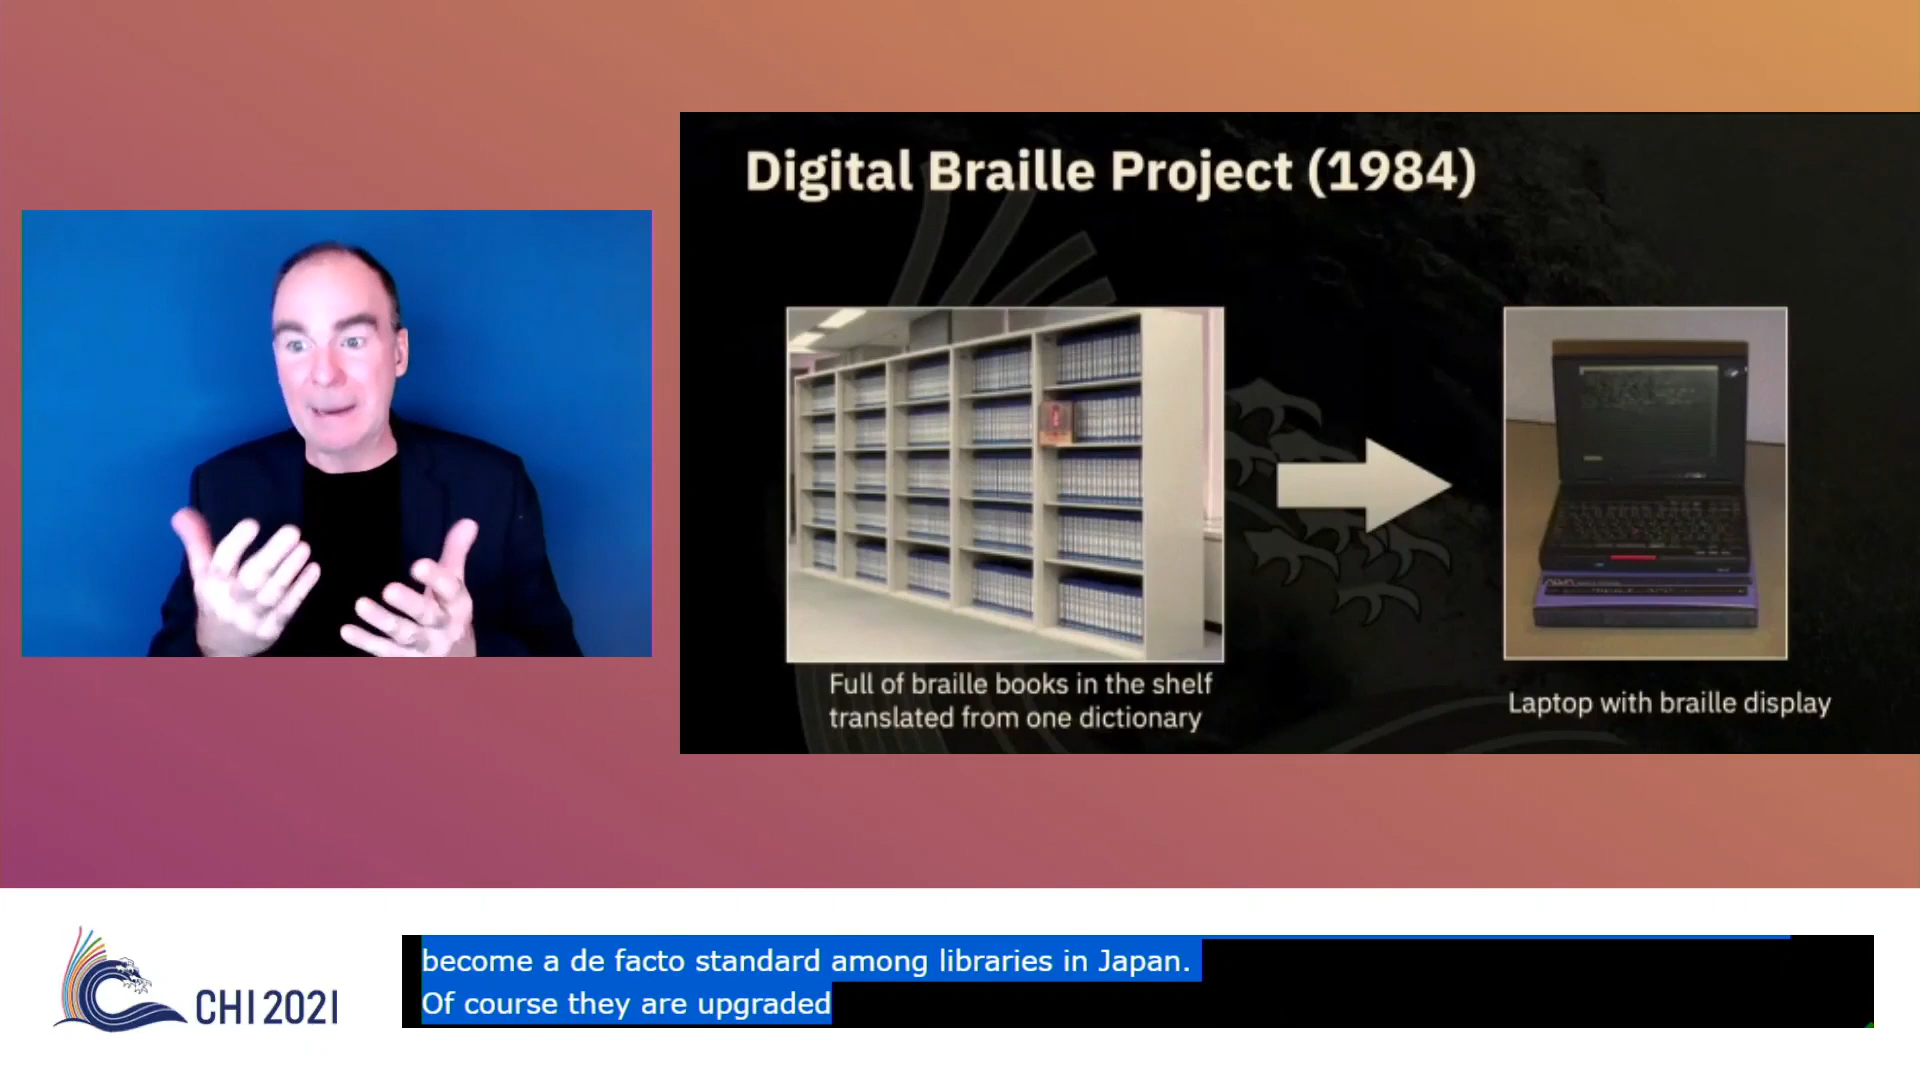 Digital Braille Project (1984)
Full of braille books in the shelf
translated from one dictionary
Laptop with braille display
become a de facto standard among libraries in Japan.
Of course they are upgraded
CHI 2021